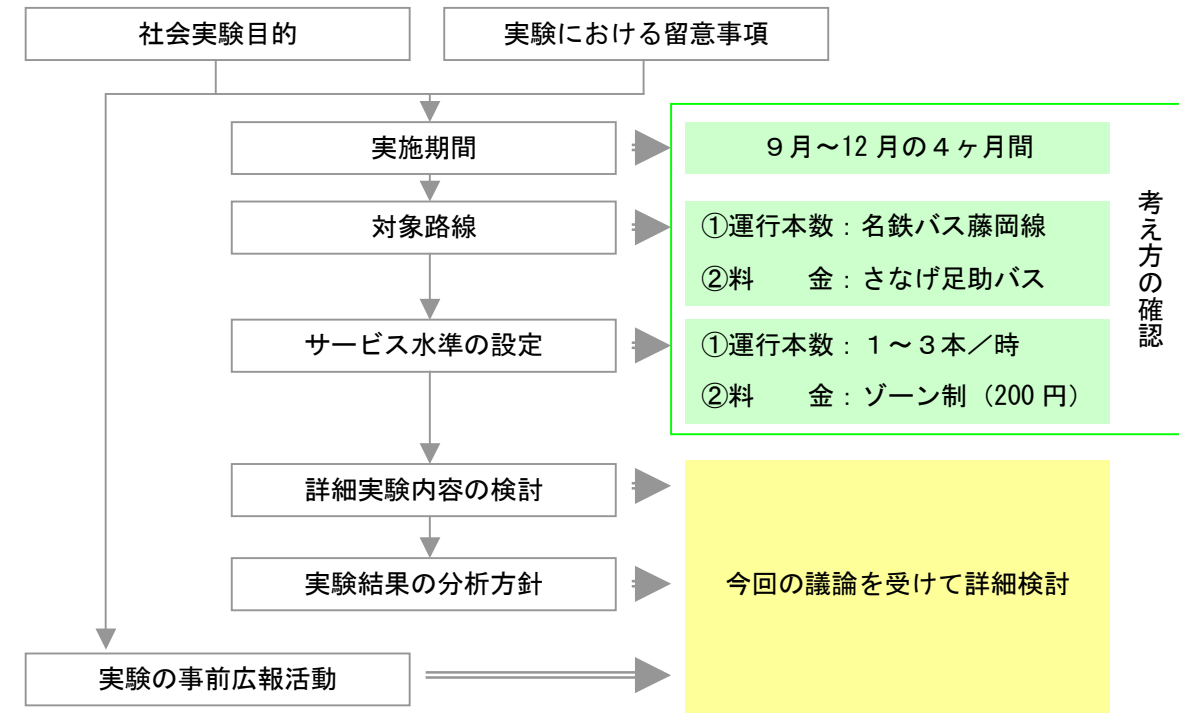 社会実験目的
実験における留意事項
実施期間
９月～12 月の４ヶ月間
対象路線
①運行本数：名鉄バス藤岡線
②料　　金：さなげ足助バス
サービス水準の設定
①運行本数：１～３本／時
②料　　金：ゾーン制（200 円）
考え方の確認
詳細実験内容の検討
実験結果の分析方針
今回の議論を受けて詳細検討
実験の事前広報活動